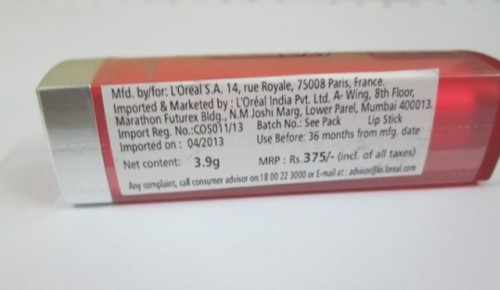 Mfd. by/for: L'Oreal S.A. 14, rue Royale, 75008 Paris, France.
Imported & Marketed by : L'Oréal India Pvt. Ltd. A- Wing, 8th Floor,
Marathon Futurex Bldg., N.M Joshi Marg, Lower Parel, Mumbai 400013.
Import Reg. No.:COS011/13 Batch No.: See Pack Lip Stick
Imported on : 04/2013 Use Before: 36 months from mfg. date
Net content: 3.9g MRP : Rs.375/- (incl. of all taxes)
Any complaint, call consumer advisor on:18 00 22 3000 or E-mail at : advisor@in.loreal.com